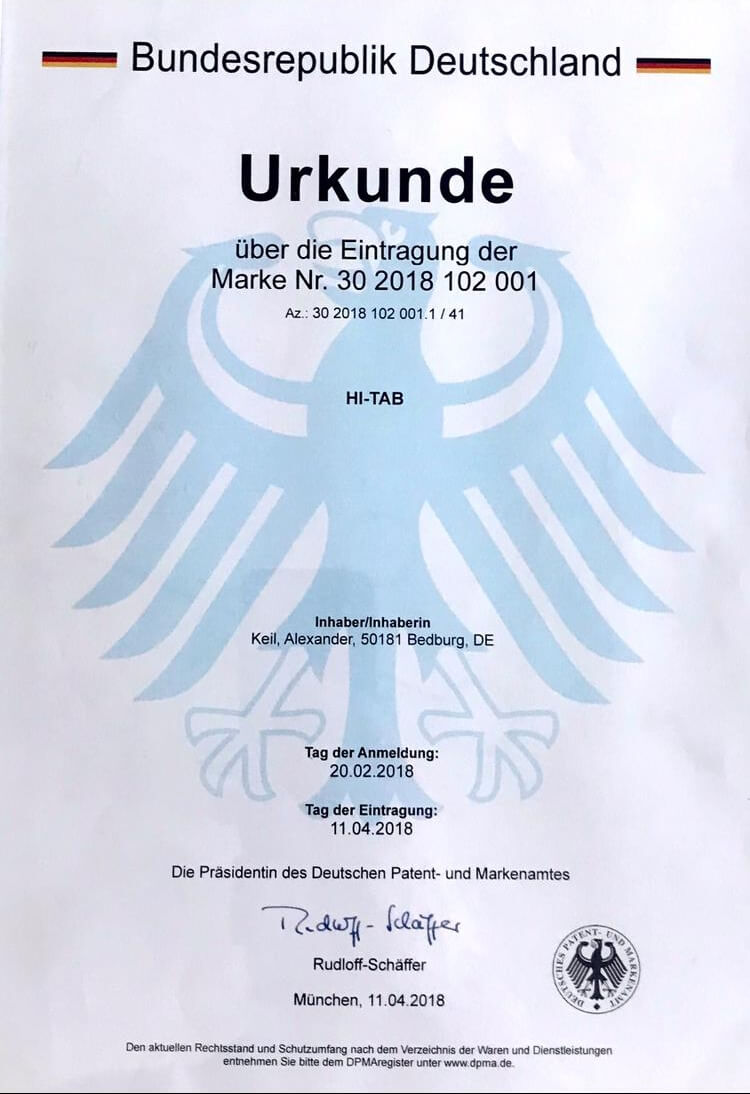 Bundesrepublik Deutschland
Urkunde
über die Eintragung der
Marke Nr. 30 2018 102 001
Az.: 30 2018 102 001.1 / 41
HI-TAB
Inhaber/Inhaberin
Keil, Alexander, 50181 Bedburg, DE
Tag der Anmeldung:
20.02.2018
Tag der Eintragung:
11.04.2018
Die Präsidentin des Deutschen Patent- und Markenamtes
Rudloff-Schäffer
Rudloff-Schäffer
München, 11.04.2018
DEUTSCHES PATENT- UND MARKENAMT
Den aktuellen Rechtsstand und Schutzumfang nach dem Verzeichnis der Waren und Dienstleistungen
entnehmen Sie bitte dem DPMAregister unter www.dpma.de.